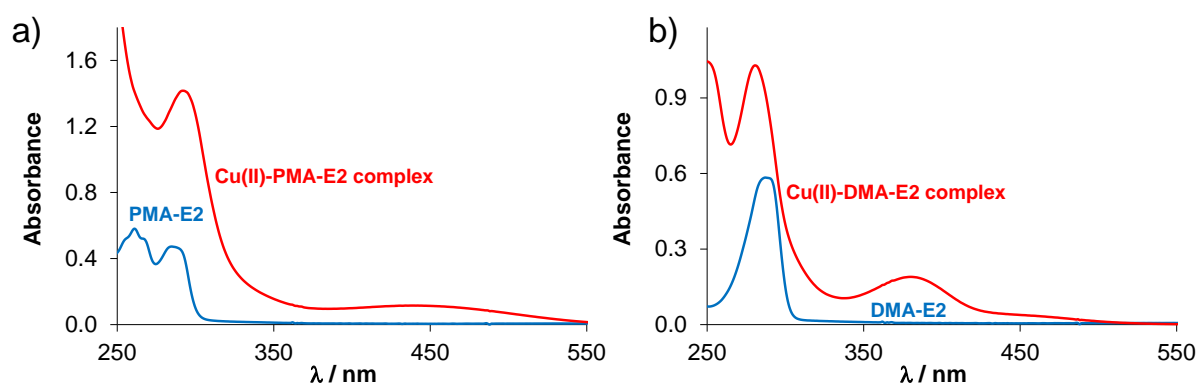 a)
Absorbance
1.6
1.2
0.8
0.4
0.0
Cu(II)-PMA-E2 complex
PMA-E2
250
350
450
550
λ / nm
b)
Absorbance
0.9
0.6
0.3
0.0
Cu(II)-DMA-E2 complex
DMA-E2
250
350
450
550
λ / nm